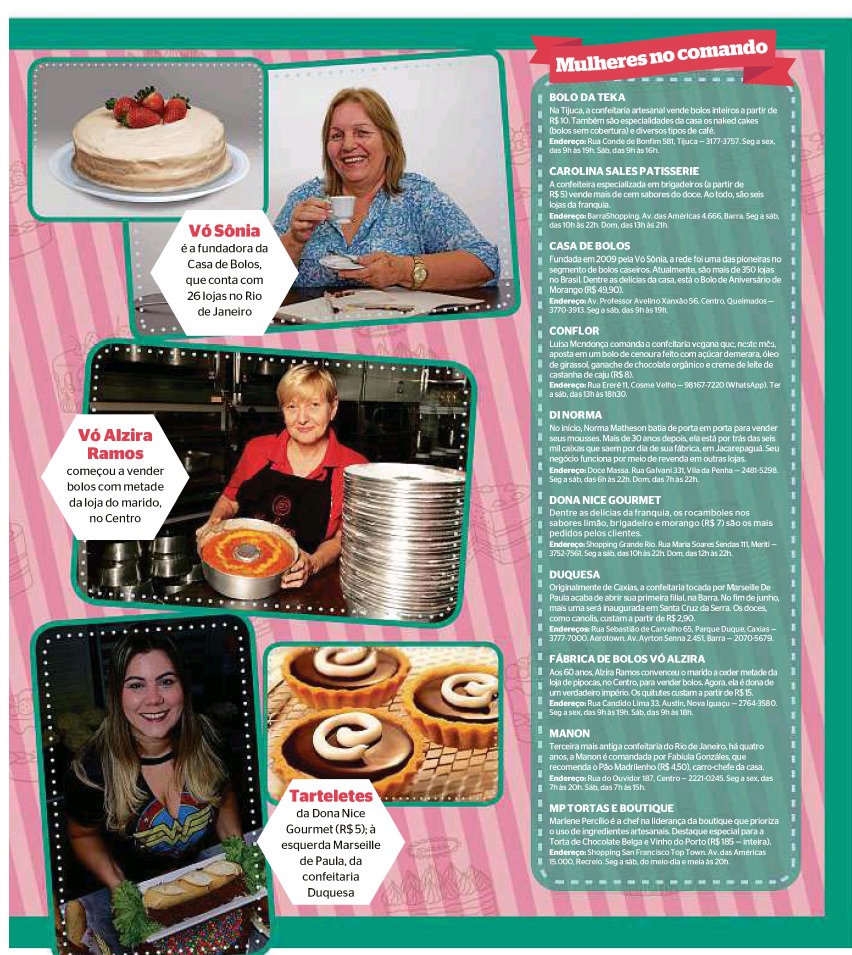 Mulheres no comando
Vó Sônia
é a fundadora da
Casa de Bolos,
que conta com
26 lojas no Rio
de Janeiro
Vó Alzira
Ramos
começou a vender
bolos com metade
da loja do marido,
no Centro
Tarteletes
da Dona Nice
Gourmet (R$ 5); à
esquerda Marseille
de Paula, da
confeitaria
Duquesa
BOLO DA TEKA
Na Tijuca, a confeitaria artesanal vende bolos inteiros a partir de
R$ 10. Também são especialidades da casa os naked cakes
(bolos sem cobertura) e diversos tipos de café.
Endereço: Rua Conde de Bonfim 581, Tijuca — 3177-3757. Seg a sex,
das 9h às 19h. Sáb, das 9h às 16h.
CAROLINA SALES PATISSERIE
A confeiteira especializada em brigadeiros (a partir de
R$ 5) vende mais de cem sabores do doce. Ao todo, são seis
lojas da franquia.
Endereço: BarraShopping. Av. das Américas 4.666, Barra. Seg a sáb,
das 10h às 22h. Dom, das 13h às 21h.
CASA DE BOLOS
Fundada em 2009 pela Vó Sônia, a rede foi uma das pioneiras no
segmento de bolos caseiros. Atualmente, são mais de 350 lojas
no Brasil. Dentre as delícias da casa, está o Bolo de Aniversário de
Morango (R$ 49,90).
Endereço: Av. Professor Avelino Xanxão 56, Centro, Queimados —
3770-3913. Seg a sáb, das 9h às 19h.
CONFLOR
Luisa Mendonça comanda a confeitaria vegana que, neste mês,
aposta em um bolo de cenoura feito com açúcar demerara, óleo
de girassol, ganache de chocolate orgânico e creme de leite de
castanha de caju (R$ 8).
Endereço: Rua Ererê 11, Cosme Velho — 98167-7220 (WhatsApp). Ter
a sáb, das 13h às 18h30.
DI NORMA
No início, Norma Matheson batia de porta em porta para vender
seus mousses. Mais de 30 anos depois, ela está por trás das seis
mil caixas que saem por dia de sua fábrica, em Jacarepaguá. Seu
negócio funciona por meio de revenda em outras lojas.
Endereço: Doce Massa. Rua Galvani 331, Vila da Penha — 2481-5298.
Seg a sáb, das 6h às 22h. Dom, das 7h às 22h.
DONA NICE GOURMET
Dentre as delícias da franquia, os rocamboles nos
sabores limão, brigadeiro e morango (R$ 7) são os mais
pedidos pelos clientes.
Endereço: Shopping Grande Rio. Rua Maria Soares Sendas 111, Meriti —
3752-7561. Seg a sáb, das 10h às 22h. Dom, das 12h às 22h.
DUQUESA
Originalmente de Caxias, a confeitaria tocada por Marseille De
Paula acaba de abrir sua primeira filial, na Barra. No fim de junho,
mais uma será inaugurada em Santa Cruz da Serra. Os doces,
como canolis, custam a partir de R$ 2,90.
Endereços: Rua Sebastião de Carvalho 65, Parque Duque, Caxias —
3777-7000. Aerotown. Av. Ayrton Senna 2.451, Barra — 2070-5679.
FÁBRICA DE BOLOS VÓ ALZIRA
Aos 60 anos, Alzira Ramos convenceu o marido a ceder metade da
loja de pipocas, no Centro, para vender bolos. Agora, ela é dona de
um verdadeiro império. Os quitutes custam a partir de R$ 15.
Endereço: Rua Candido Lima 33, Austin, Nova Iguaçu — 2764-3580.
Seg a sex, das 9h às 19h. Sáb, das 9h às 18h.
MANON
Terceira mais antiga confeitaria do Rio de Janeiro, há quatro
anos, a Manon é comandada por Fabiula Gonzáles, que
recomenda o Pão Madrilenho (R$ 4,50), carro-chefe da casa.
Endereço: Rua do Ouvidor 187, Centro — 2221-0245. Seg a sex, das
7h às 20h. Sáb, das 7h às 15h.
MP TORTAS E BOUTIQUE
Marlene Percílio é a chef na liderança da boutique que prioriza
o uso de ingredientes artesanais. Destaque especial para a
Torta de Chocolate Belga e Vinho do Porto (R$ 185 — inteira).
Endereço: Shopping San Francisco Top Town. Av. das Américas
15.000, Recreio. Seg a sáb, do meio-dia e meia às 20h.